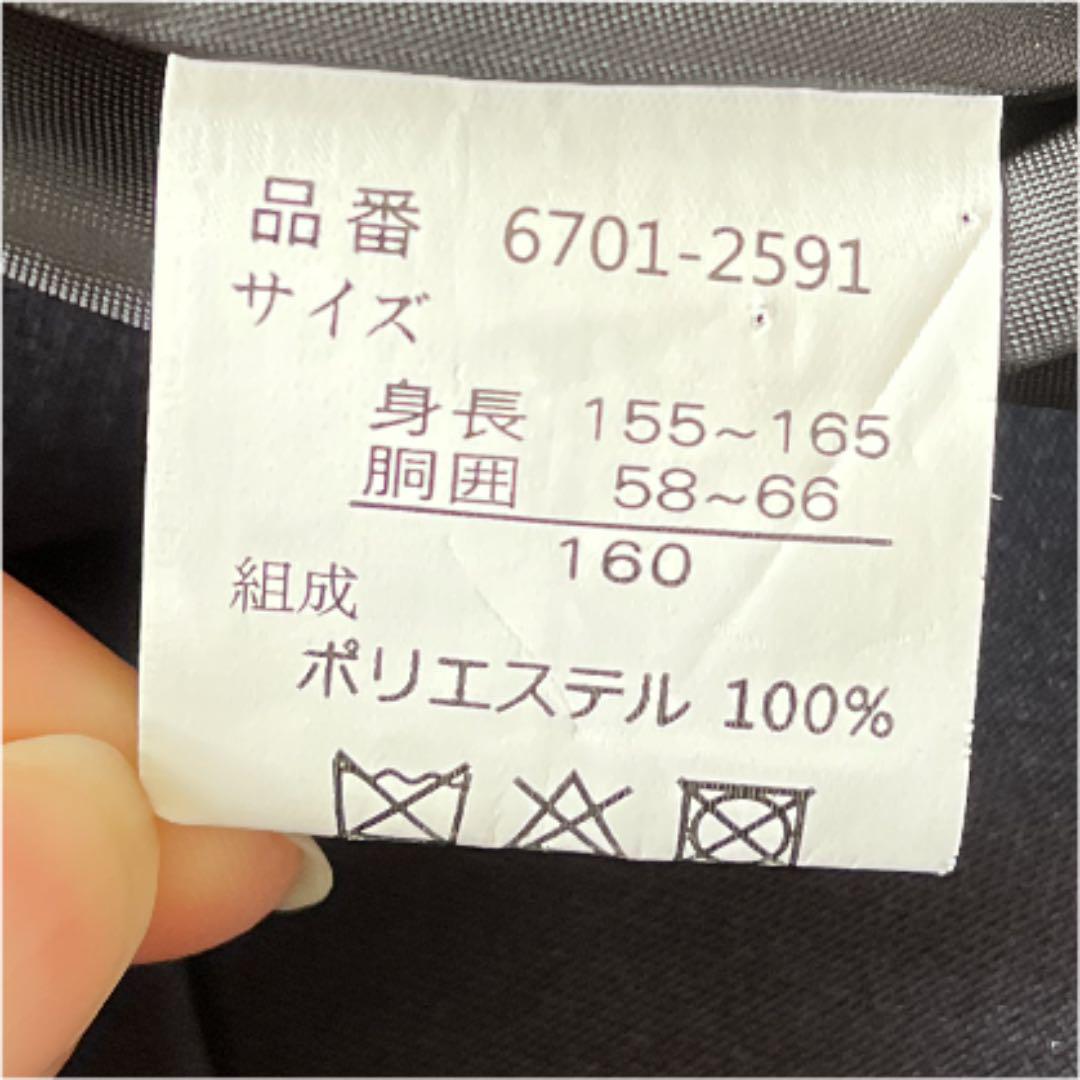 品番 6701-2591
サイズ
身長 155~165
胴囲 58~66
160
組成
ポリエステル 100%